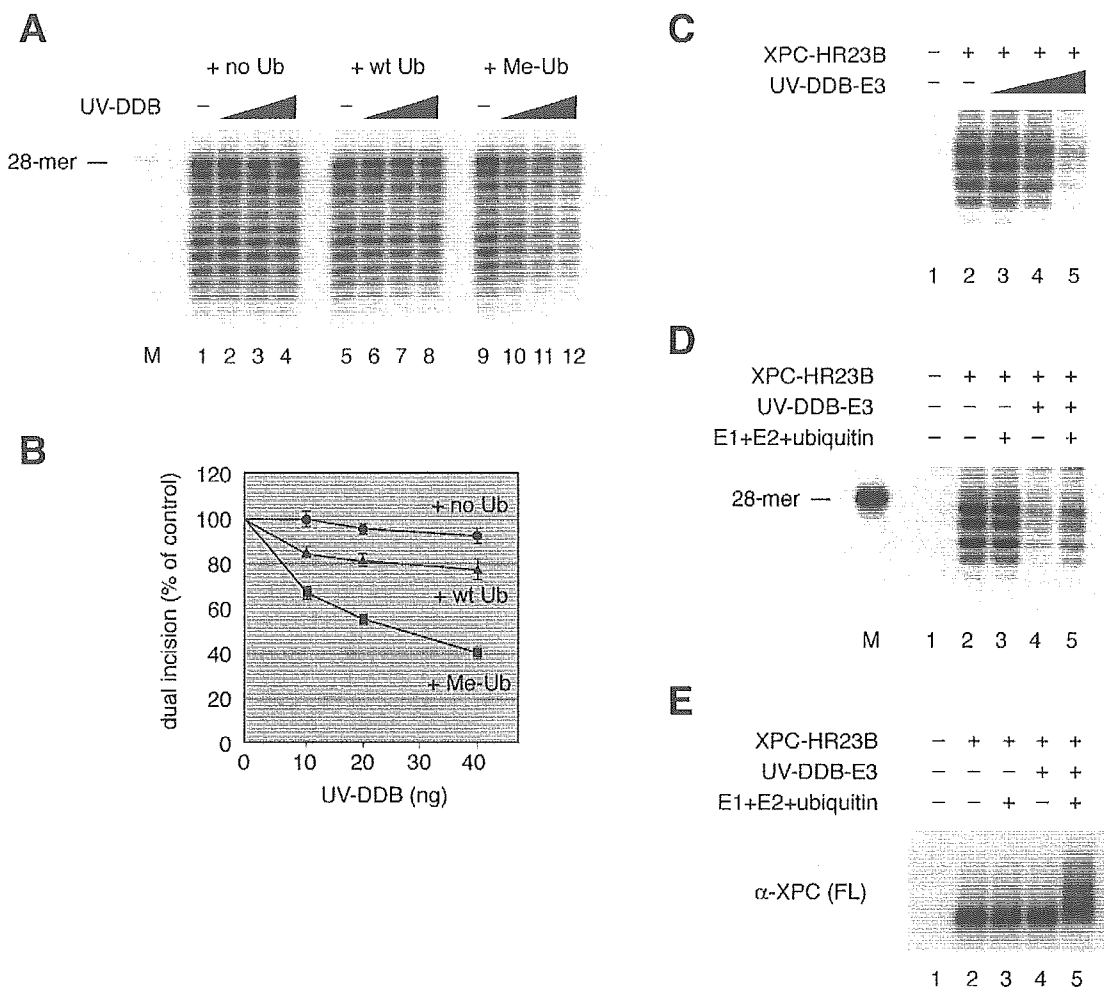 A
+ no Ub + wt Ub + Me-Ub
UV-DDB – – –
28-mer —
M 1 2 3 4 5 6 7 8 9 10 11 12
B
120
100
80
60
40
20
0
dual incision (% of control)
+ no Ub
+ wt Ub
+ Me-Ub
0 10 20 30 40
UV-DDB (ng)
C
XPC-HR23B – + + + +
UV-DDB-E3 – –
1 2 3 4 5
D
XPC-HR23B – + + + +
UV-DDB-E3 – – – + +
E1+E2+ubiquitin – – + – +
28-mer —
M 1 2 3 4 5
E
XPC-HR23B – + + + +
UV-DDB-E3 – – – + +
E1+E2+ubiquitin – – + – +
α-XPC (FL)
1 2 3 4 5